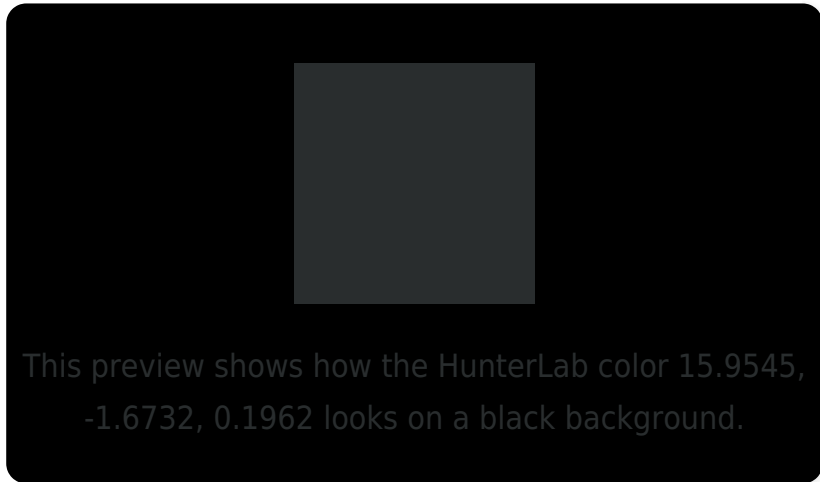 This preview shows how the HunterLab color 15.9545,
-1.6732, 0.1962 looks on a black background.